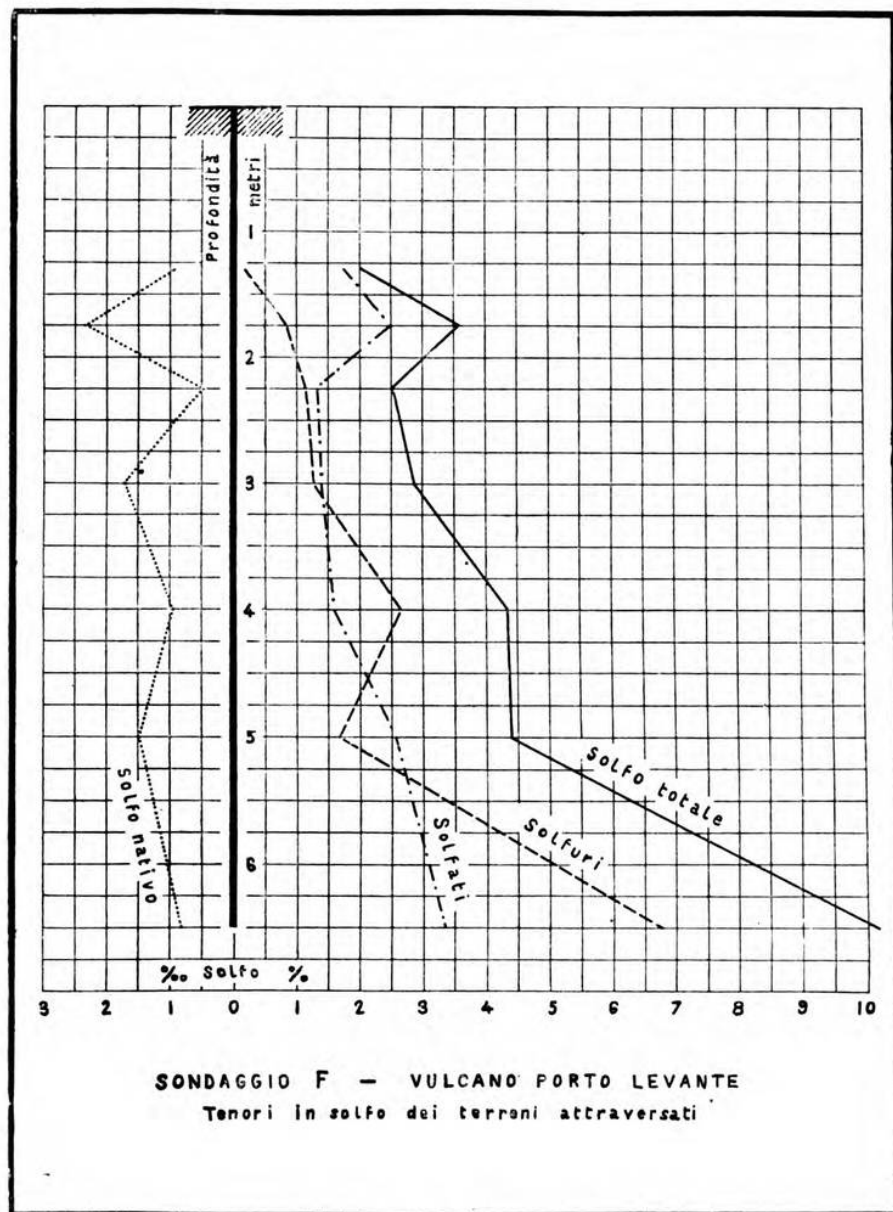 Profondità
metri
1
2
3
4
5
6
Solfo nativo
Solfati
Solfuri
Solfo totale
‰ Solfo %
3 2 1 0 1 2 3 4 5 6 7 8 9 10
SONDAGGIO F — VULCANO PORTO LEVANTE
Tenori in solfo dei terreni attraversati